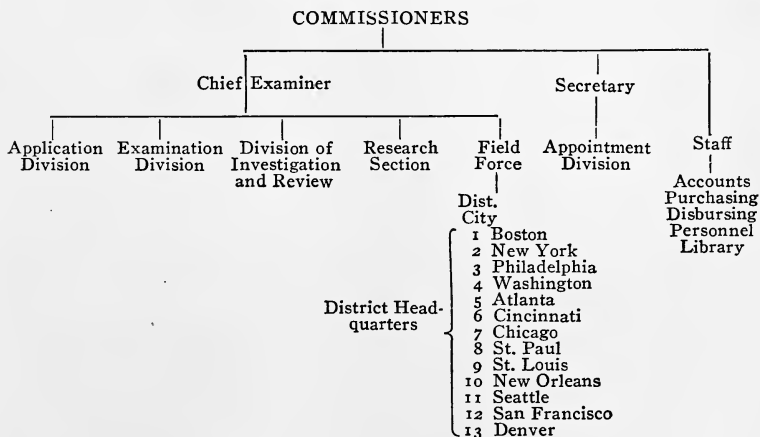 COMMISSIONERS
Chief Examiner
Secretary
Application
Division
Examination
Division
Division of
Investigation
and Review
Research
Section
Field
Force
Appointment
Division
Staff
Accounts
Purchasing
Disbursing
Personnel
Library
Dist.
City
District Head-
quarters
1 Boston
2 New York
3 Philadelphia
4 Washington
5 Atlanta
6 Cincinnati
7 Chicago
8 St. Paul
9 St. Louis
10 New Orleans
11 Seattle
12 San Francisco
13 Denver